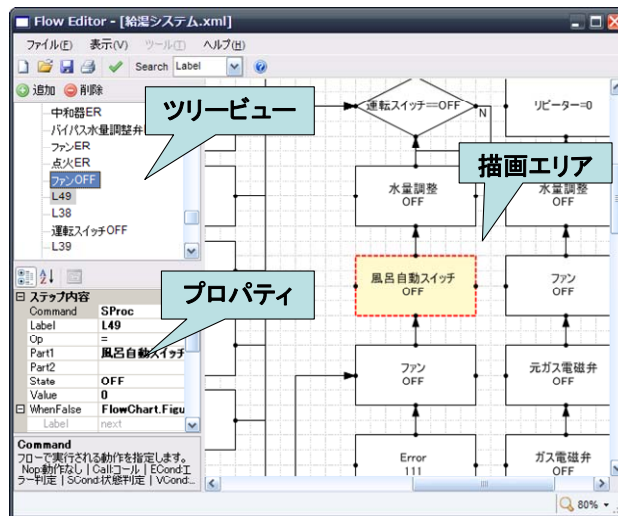 Flow Editor - [給湯システム.xml]
ファイル(F) 表示(V) ツール(T) ヘルプ(H)
Search Label
追加 削除
中和器ER
バイパス水量調整弁
ファンER
点火ER
ファンOFF
L49
L38
運転スイッチOFF
L39
ツリービュー
描画エリア
プロパティ
ステップ内容
Command SProc
Label L49
Op =
Part1 風呂自動スイッチ
Part2
State OFF
Value 0
WhenFalse FlowChart.Figu
Label next
Command
フローで実行される動作を指定します。
Nop:動作なし | Call:コール | ECond:エ
ラー判定 | SCond:状態判定 | VCond:...
運転スイッチ==OFF
N
リピーター=0
水量調整
OFF
水量調整
OFF
風呂自動スイッチ
OFF
ファン
OFF
ファン
OFF
元ガス電磁弁
OFF
Error
111
ガス電磁弁
OFF
80%